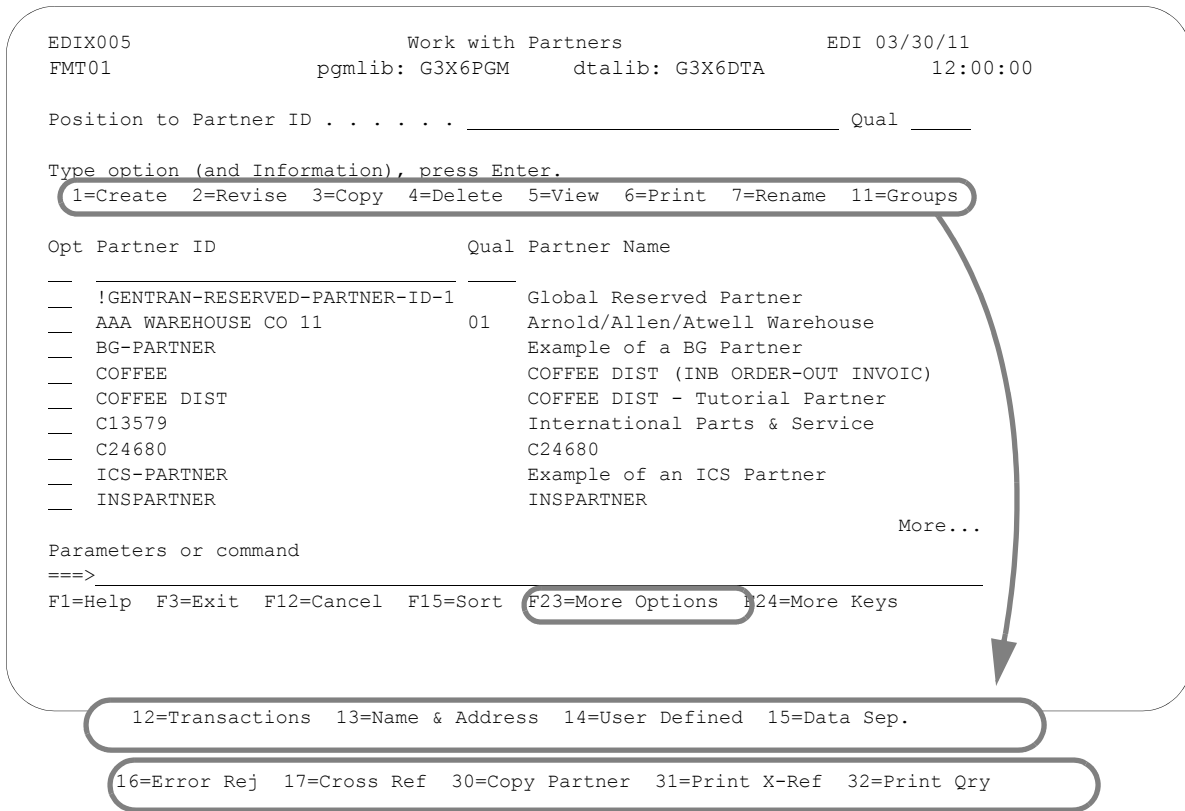 EDIX005 Work with Partners EDI 03/30/11
FMT01 pgmlib: G3X6PGM dtalib: G3X6DTA 12:00:00
Position to Partner ID . . . . . . Qual
Type option (and Information), press Enter.
1=Create 2=Revise 3=Copy 4=Delete 5=View 6=Print 7=Rename 11=Groups
Opt Partner ID Qual Partner Name
!GENTRAN-RESERVED-PARTNER-ID-1 Global Reserved Partner
AAA WAREHOUSE CO 11 01 Arnold/Allen/Atwell Warehouse
BG-PARTNER Example of a BG Partner
COFFEE COFFEE DIST (INB ORDER-OUT INVOIC)
COFFEE DIST COFFEE DIST - Tutorial Partner
C13579 International Parts & Service
C24680 C24680
ICS-PARTNER Example of an ICS Partner
INSPARTNER INSPARTNER
More...
Parameters or command
===>
F1=Help F3=Exit F12=Cancel F15=Sort F23=More Options F24=More Keys
12=Transactions 13=Name & Address 14=User Defined 15=Data Sep.
16=Error Rej 17=Cross Ref 30=Copy Partner 31=Print X-Ref 32=Print Qry